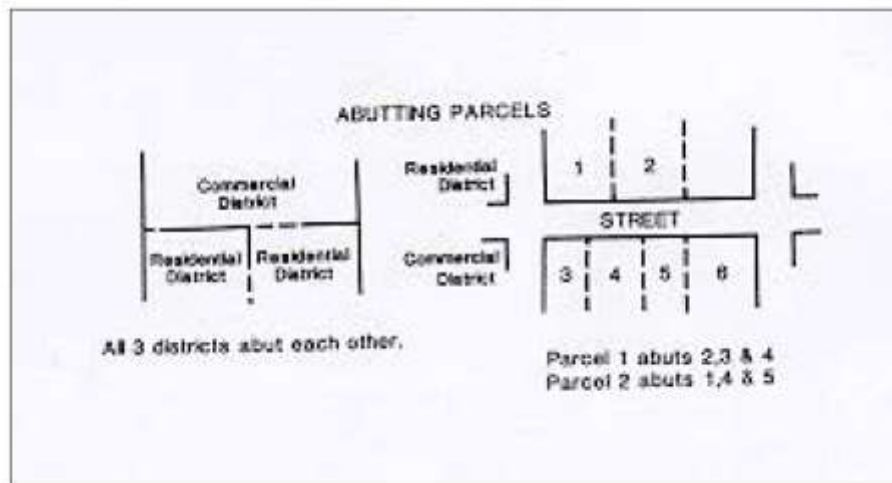 ABUTTING PARCELS
Commercial
District
Residential
District
Residential
District
All 3 districts abut each other.
Residential
District
1
2
STREET
Commercial
District
3
4
5
6
Parcel 1 abuts 2,3 & 4
Parcel 2 abuts 1,4 & 5